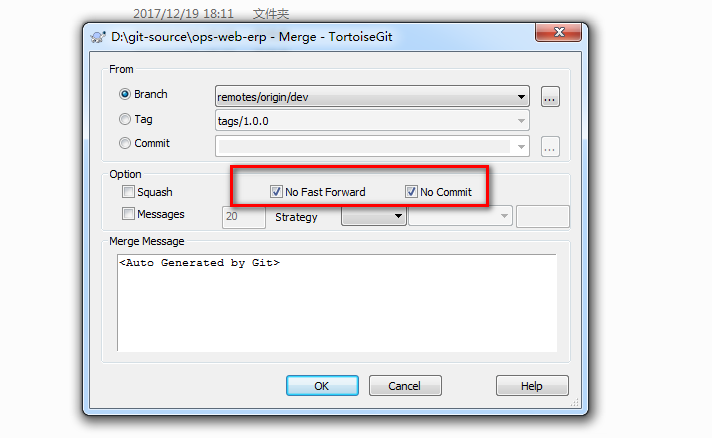 2017/12/19 18:11 文件夹
D:\git-source\ops-web-erp - Merge - TortoiseGit
From
Branch remotes/origin/dev ...
Tag tags/1.0.0
Commit ...
Option
Squash No Fast Forward No Commit
Messages 20 Strategy
Merge Message
<Auto Generated by Git>
OK Cancel Help